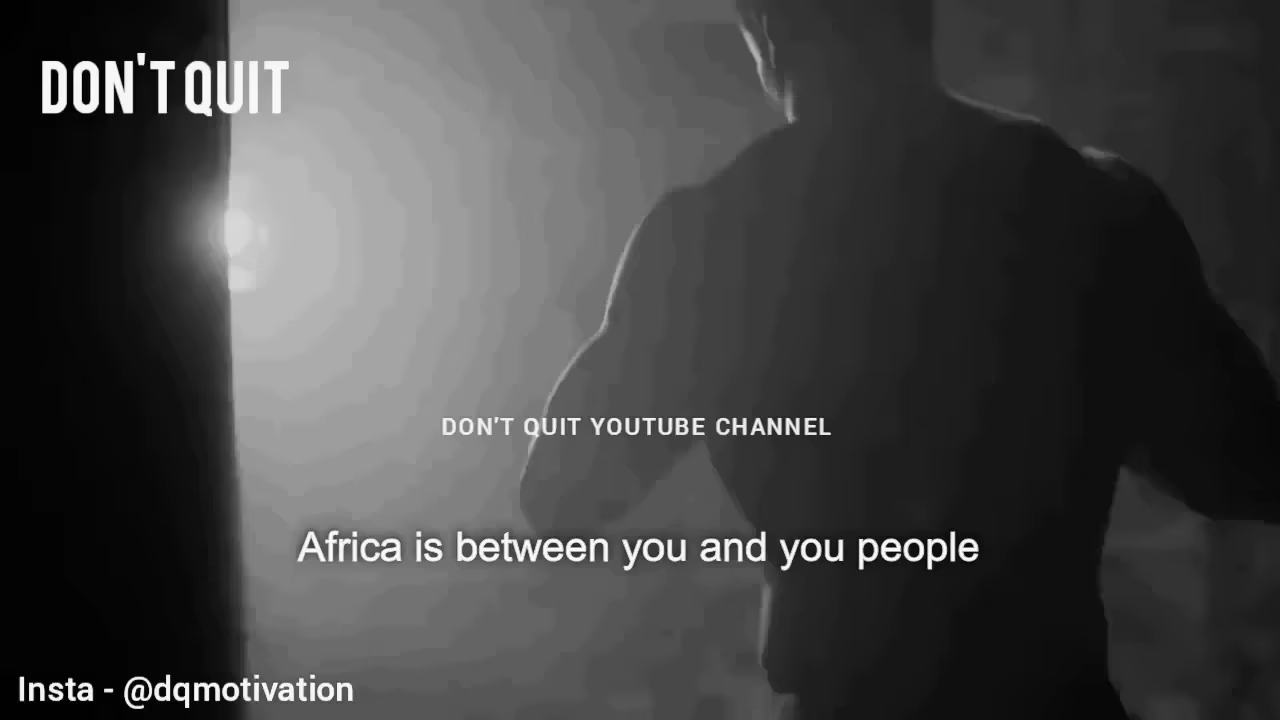 DON'T QUIT
DON'T QUIT YOUTUBE CHANNEL
Africa is between you and you people
Insta - @dqmotivation